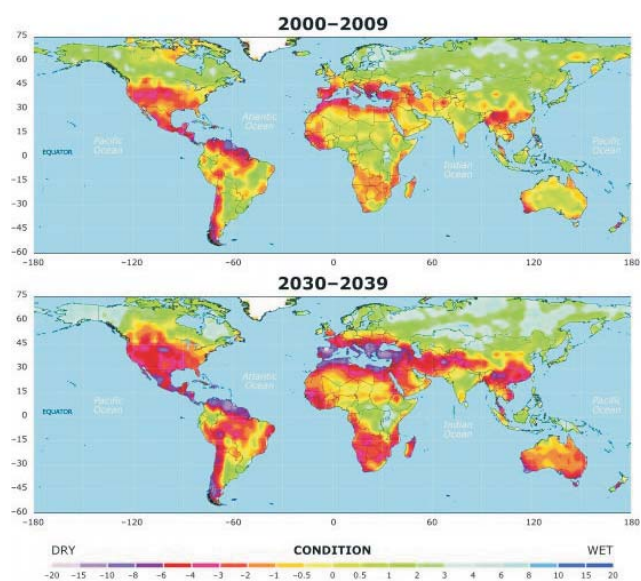 2000–2009
75
60
45
30
15
0
−15
−30
−45
−60
EQUATOR
Pacific
Ocean
Atlantic
Ocean
Indian
Ocean
Pacific
Ocean
−180 −120 −60 0 60 120 180
2030–2039
75
60
45
30
15
0
−15
−30
−45
−60
EQUATOR
Pacific
Ocean
Atlantic
Ocean
Indian
Ocean
Pacific
Ocean
−180 −120 −60 0 60 120 180
DRY CONDITION WET
−20 −15 −10 −8 −6 −4 −3 −2 −1 −0.5 0 0.5 1 2 3 4 6 8 10 15 20